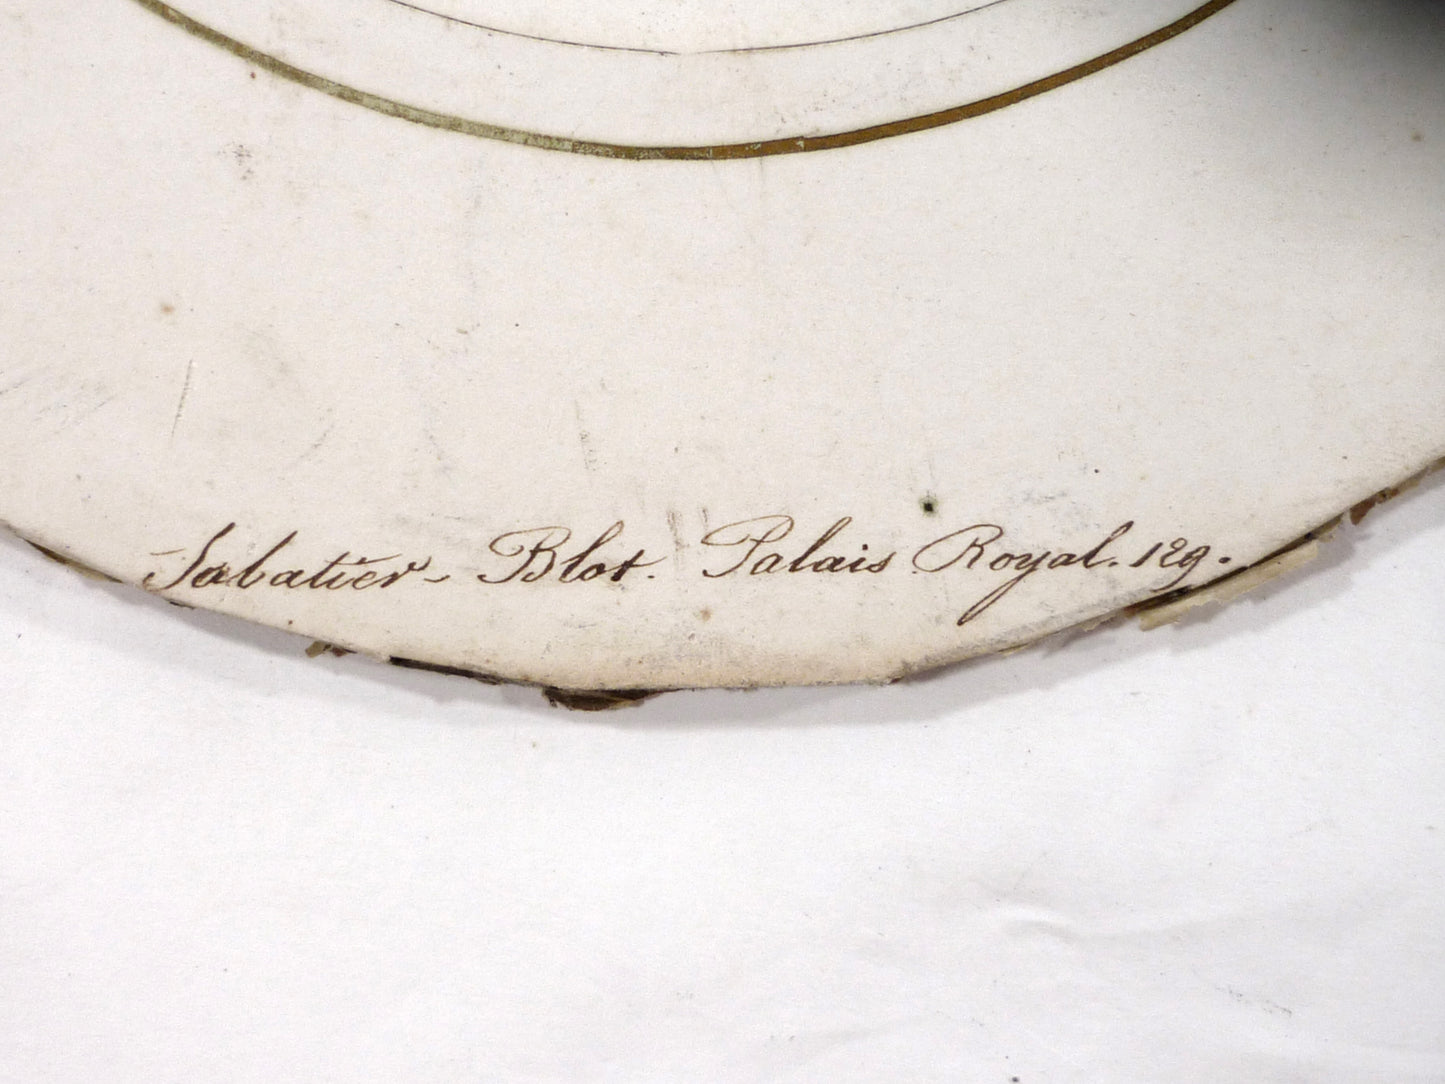 Sabatier - Blot. Palais Royal. 129.